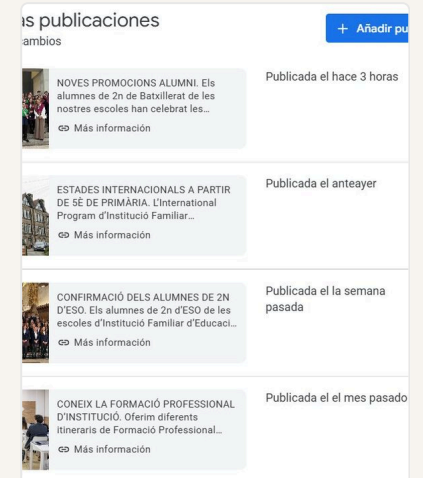 as publicaciones
cambios
+ Añadir pu
NOVES PROMOCIONS ALUMNI. Els
alumnes de 2n de Batxillerat de les
nostres escoles han celebrat les...
Más información
Publicada el hace 3 horas
ESTADES INTERNACIONALS A PARTIR
DE 5È DE PRIMÀRIA. L'International
Program d'Institució Familiar...
Más información
Publicada el anteayer
CONFIRMACIÓ DELS ALUMNES DE 2N
D'ESO. Els alumnes de 2n d'ESO de les
escoles d'Institució Familiar d'Educaci...
Más información
Publicada el la semana
pasada
CONEIX LA FORMACIÓ PROFESSIONAL
D'INSTITUCIÓ. Oferim diferents
itineraris de Formació Professional...
Más información
Publicada el el mes pasado